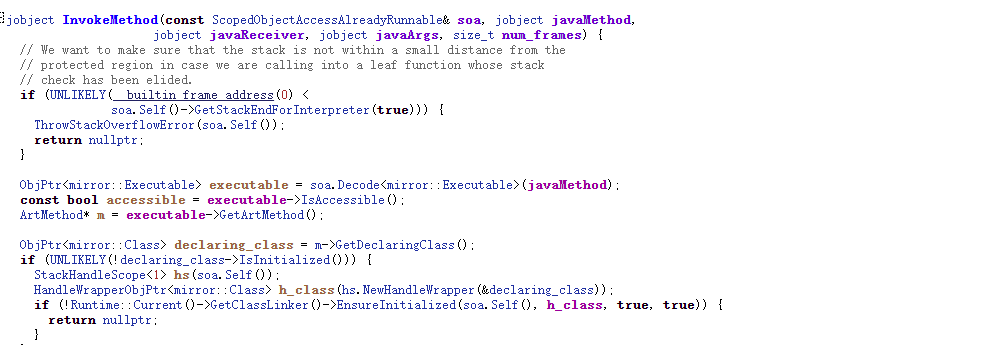 jobject InvokeMethod(const ScopedObjectAccessAlreadyRunnable& soa, jobject javaMethod,
                     jobject javaReceiver, jobject javaArgs, size_t num_frames) {
  // We want to make sure that the stack is not within a small distance from the
  // protected region in case we are calling into a leaf function whose stack
  // check has been elided.
  if (UNLIKELY(__builtin_frame_address(0) <
               soa.Self()->GetStackEndForInterpreter(true))) {
    ThrowStackOverflowError(soa.Self());
    return nullptr;
  }

  ObjPtr<mirror::Executable> executable = soa.Decode<mirror::Executable>(javaMethod);
  const bool accessible = executable->IsAccessible();
  ArtMethod* m = executable->GetArtMethod();

  ObjPtr<mirror::Class> declaring_class = m->GetDeclaringClass();
  if (UNLIKELY(!declaring_class->IsInitialized())) {
    StackHandleScope<1> hs(soa.Self());
    HandleWrapperObjPtr<mirror::Class> h_class(hs.NewHandleWrapper(&declaring_class));
    if (!Runtime::Current()->GetClassLinker()->EnsureInitialized(soa.Self(), h_class, true, true)) {
      return nullptr;
    }